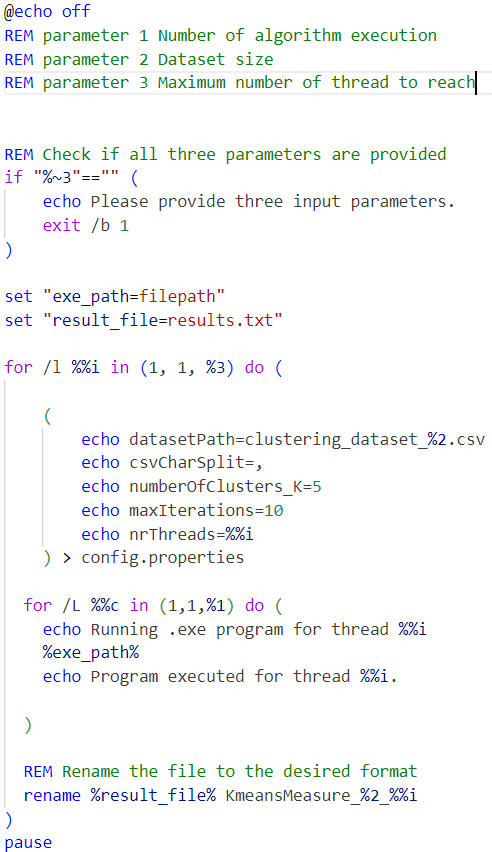 @echo off
REM parameter 1 Number of algorithm execution
REM parameter 2 Dataset size
REM parameter 3 Maximum number of thread to reach
REM Check if all three parameters are provided
if "%~3"=="" (
    echo Please provide three input parameters.
    exit /b 1
)
set "exe_path=filepath"
set "result_file=results.txt"
for /l %%i in (1, 1, %3) do (
    (
        echo datasetPath=clustering_dataset_%2.csv
        echo csvCharSplit=,
        echo numberOfClusters_K=5
        echo maxIterations=10
        echo nrThreads=%%i
    ) > config.properties
  for /L %%c in (1,1,%1) do (
    echo Running .exe program for thread %%i
    %exe_path%
    echo Program executed for thread %%i.
  )
  REM Rename the file to the desired format
  rename %result_file% KmeansMeasure_%2_%%i
)
pause